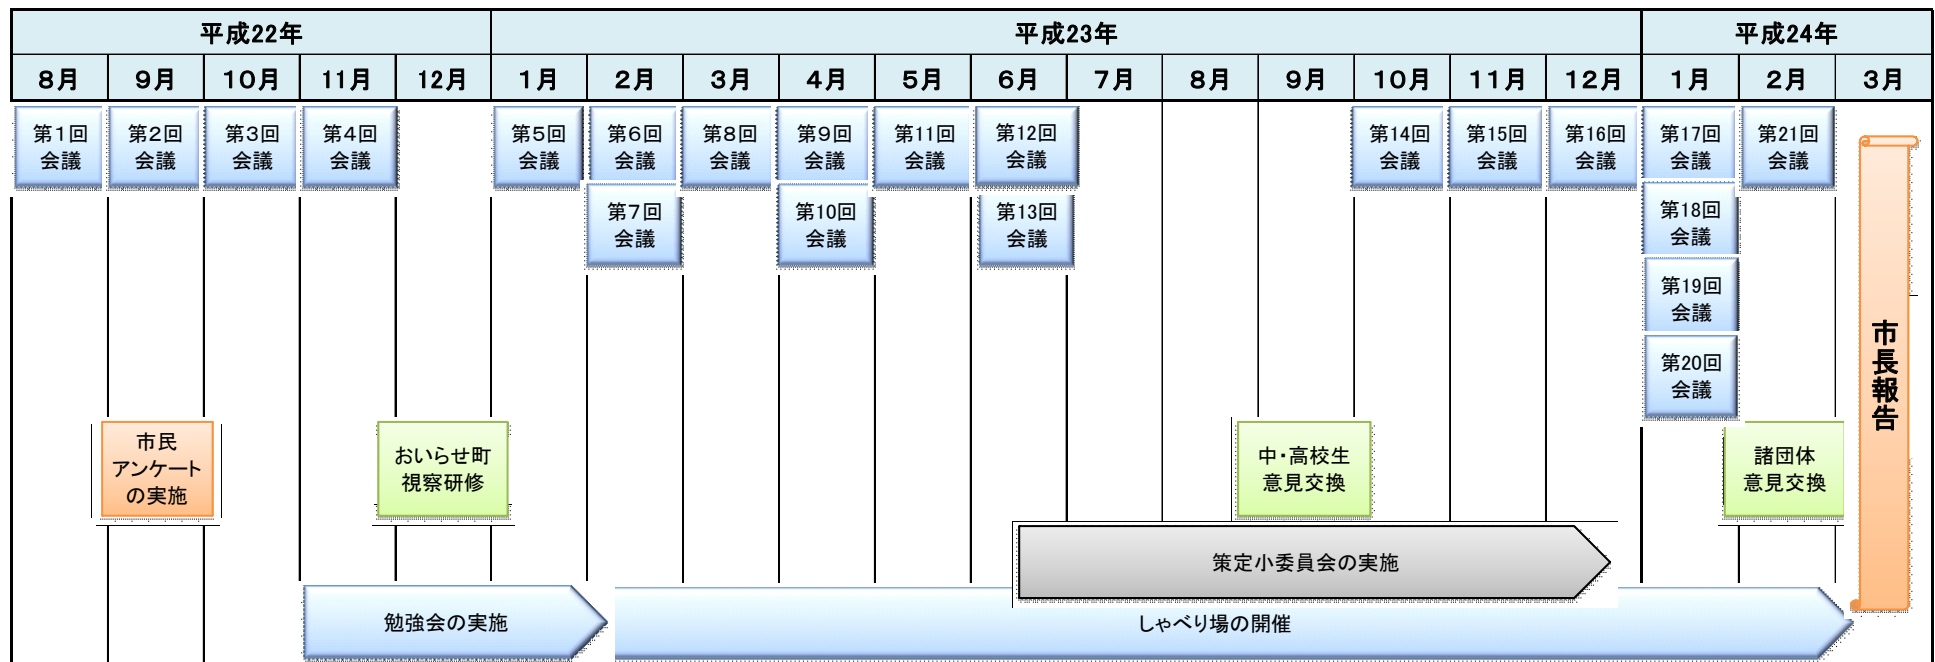 平成22年
平成23年
平成24年
8月 9月 10月 11月 12月 1月 2月 3月 4月 5月 6月 7月 8月 9月 10月 11月 12月 1月 2月 3月
第1回
会議
第2回
会議
第3回
会議
第4回
会議
第5回
会議
第6回
会議
第7回
会議
第8回
会議
第9回
会議
第10回
会議
第11回
会議
第12回
会議
第13回
会議
第14回
会議
第15回
会議
第16回
会議
第17回
会議
第18回
会議
第19回
会議
第20回
会議
第21回
会議
市長報告
市民
アンケート
の実施
おいらせ町
視察研修
中・高校生
意見交換
諸団体
意見交換
策定小委員会の実施
勉強会の実施
しゃべり場の開催